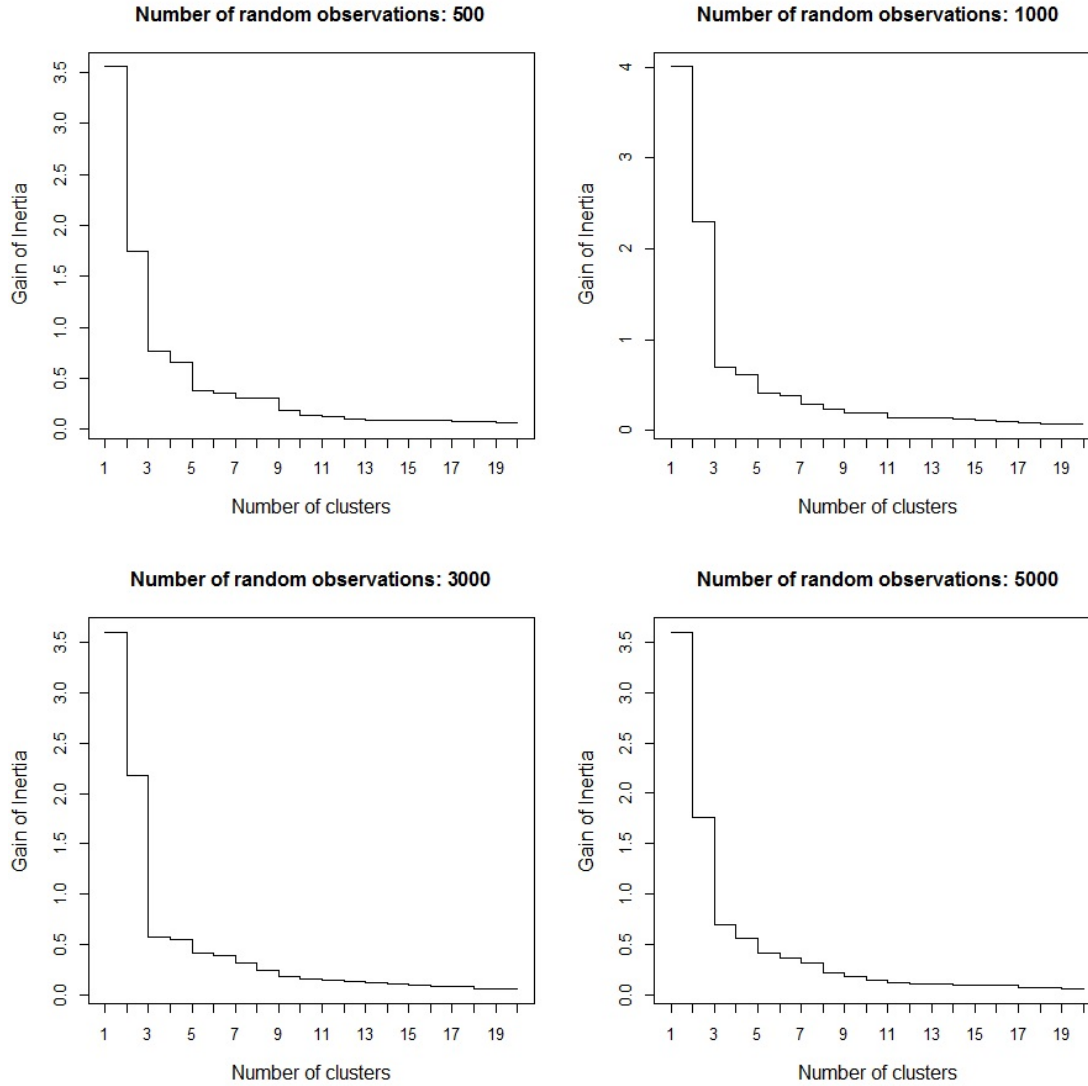 Number of random observations: 500
Gain of Inertia
3.5
3.0
2.5
2.0
1.5
1.0
0.5
0.0
1 3 5 7 9 11 13 15 17 19
Number of clusters
Number of random observations: 1000
Gain of Inertia
4
3
2
1
0
1 3 5 7 9 11 13 15 17 19
Number of clusters
Number of random observations: 3000
Gain of Inertia
3.5
3.0
2.5
2.0
1.5
1.0
0.5
0.0
1 3 5 7 9 11 13 15 17 19
Number of clusters
Number of random observations: 5000
Gain of Inertia
3.5
3.0
2.5
2.0
1.5
1.0
0.5
0.0
1 3 5 7 9 11 13 15 17 19
Number of clusters